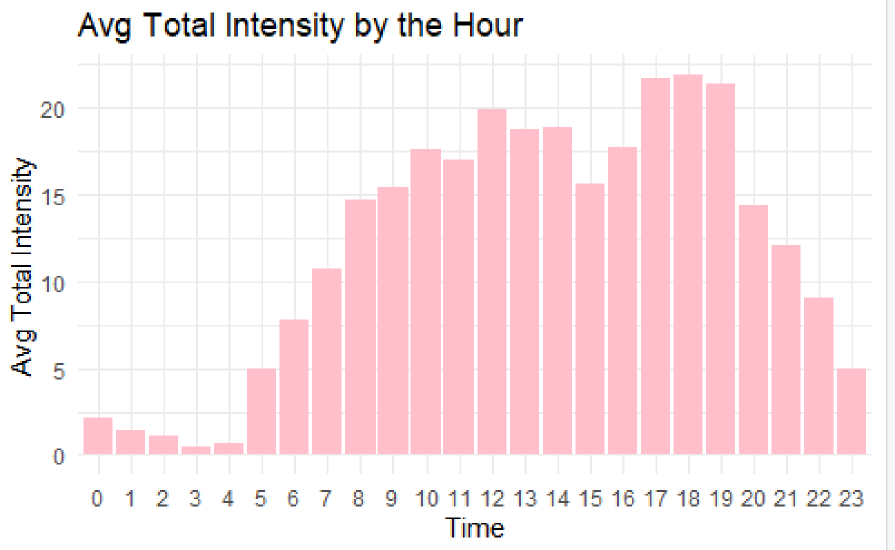 Avg Total Intensity by the Hour
Avg Total Intensity
20
15
10
5
0
0 1 2 3 4 5 6 7 8 9 10 11 12 13 14 15 16 17 18 19 20 21 22 23
Time